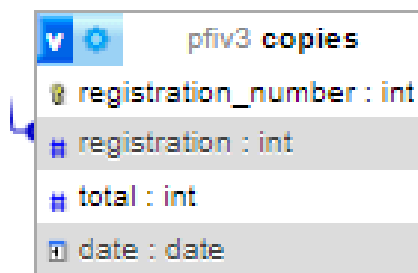 v pfiv3 copies
registration_number : int
# registration : int
# total : int
date : date